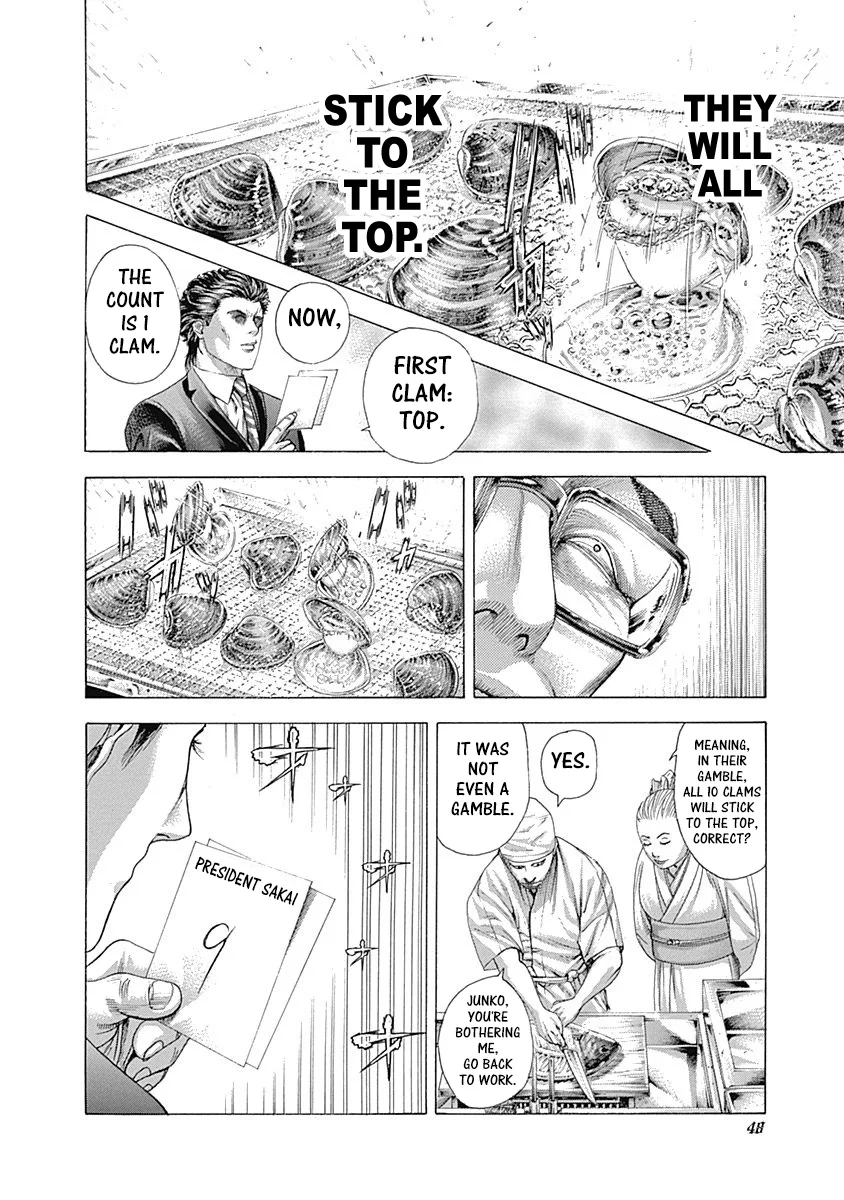 THEY
WILL
ALL
STICK
TO
THE
TOP.
NOW,
THE
COUNT
IS 1
CLAM.
FIRST
CLAM:
TOP.
MEANING,
IN THEIR
GAMBLE,
ALL 10 CLAMS
WILL STICK
TO THE TOP,
CORRECT?
YES.
IT WAS
NOT
EVEN A
GAMBLE.
JUNKO,
YOU'RE
BOTHERING
ME,
GO BACK
TO WORK.
PRESIDENT SAKAI
9